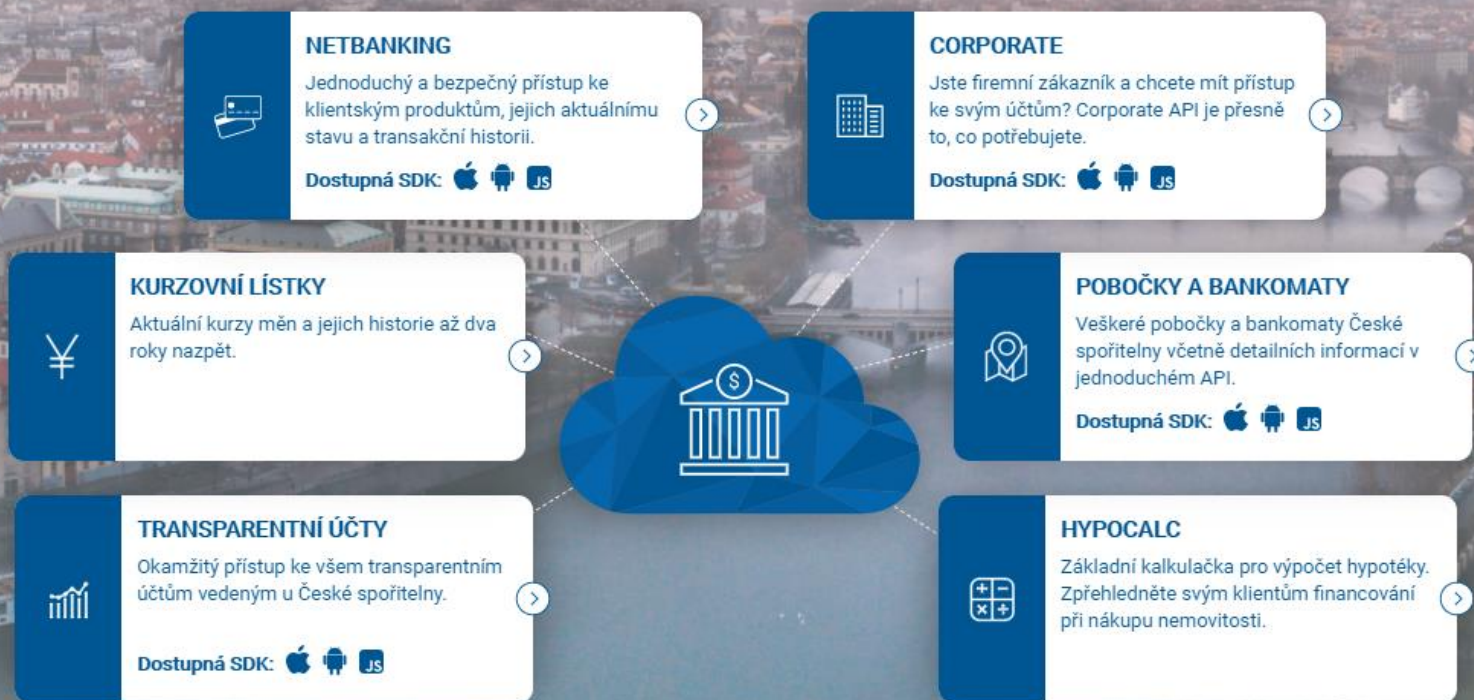 NETBANKING
Jednoduchý a bezpečný přístup ke
klientským produktům, jejich aktuálnímu
stavu a transakční historii.
Dostupná SDK:
JS
CORPORATE
Jste firemní zákazník a chcete mít přístup
ke svým účtům? Corporate API je přesně
to, co potřebujete.
Dostupná SDK:
JS
KURZOVNÍ LÍSTKY
Aktuální kurzy měn a jejich historie až dva
roky nazpět.
¥
$
POBOČKY A BANKOMATY
Veškeré pobočky a bankomaty České
spořitelny včetně detailních informací v
jednoduchém API.
Dostupná SDK:
JS
TRANSPARENTNÍ ÚČTY
Okamžitý přístup ke všem transparentním
účtům vedeným u České spořitelny.
Dostupná SDK:
JS
HYPOCALC
Základní kalkulačka pro výpočet hypotéky.
Zpřehledněte svým klientům financování
při nákupu nemovitosti.